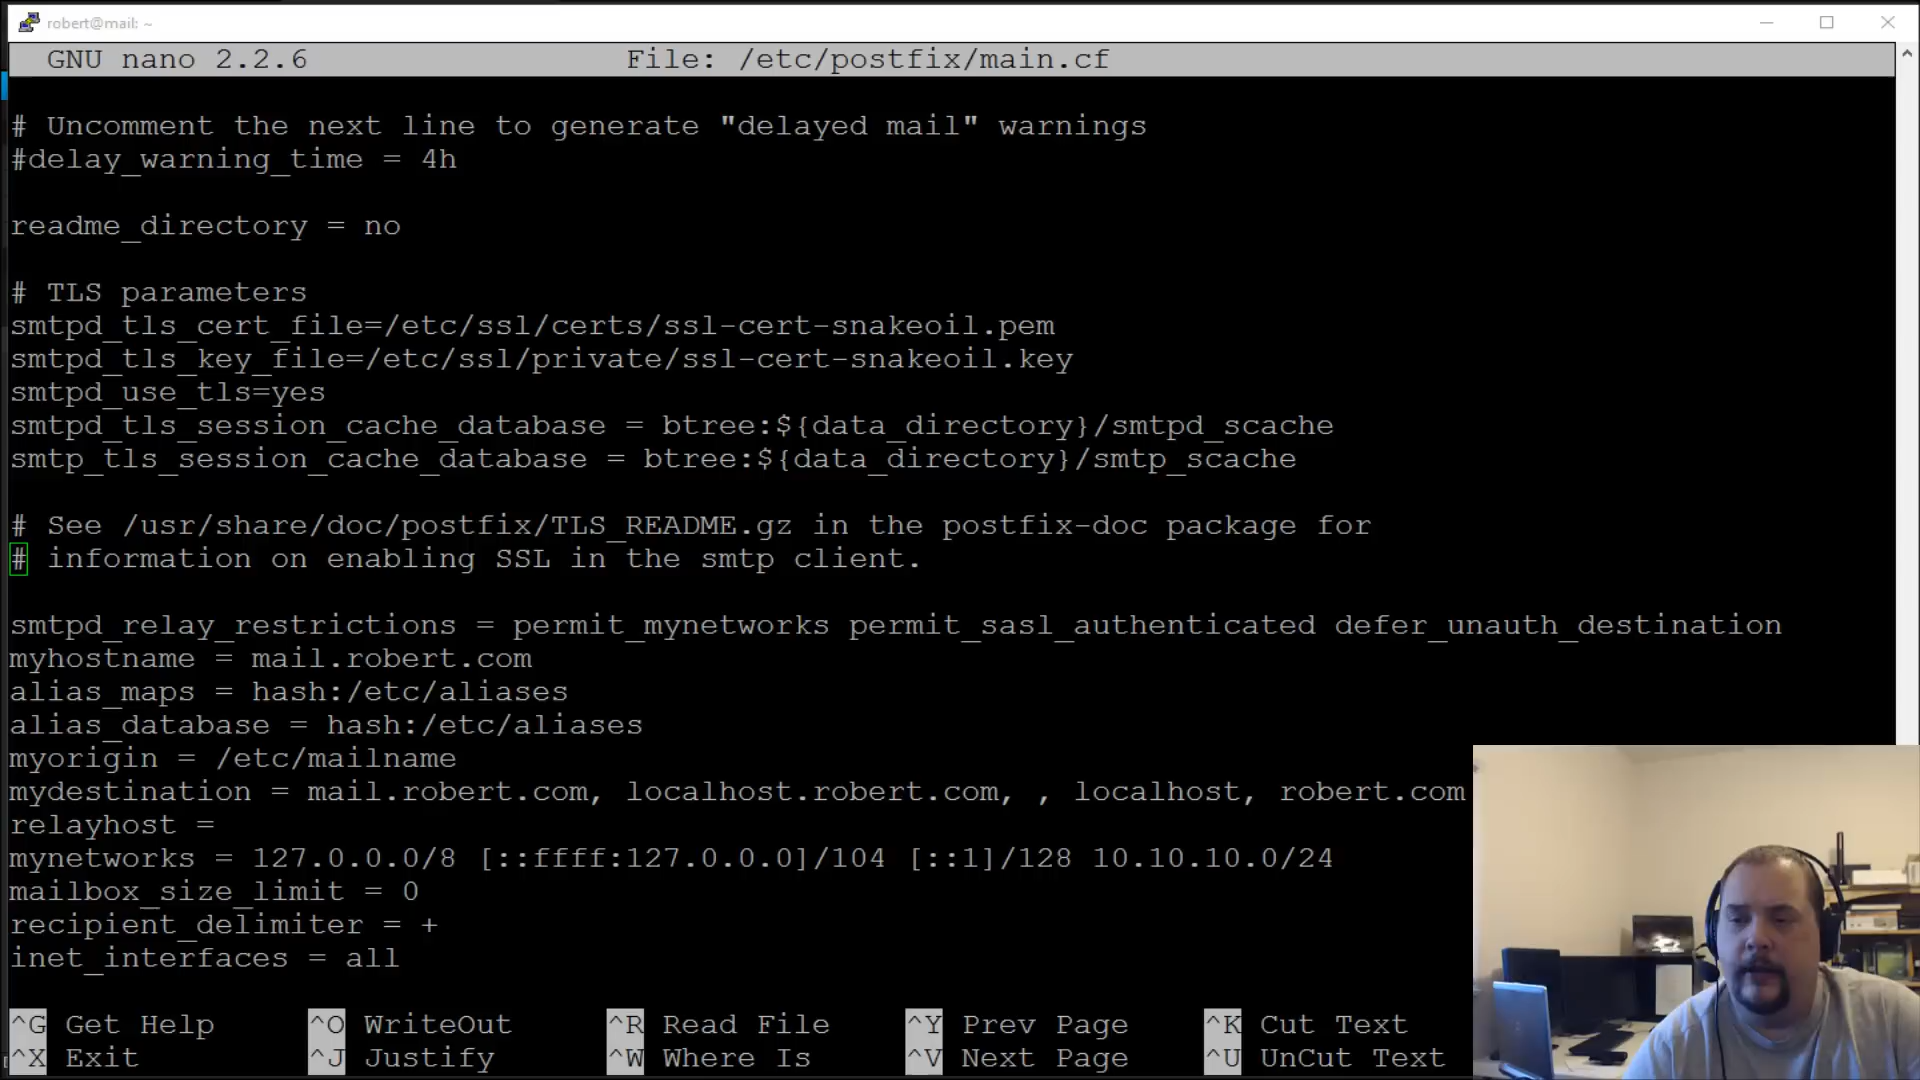 robert@mail: ~
GNU nano 2.2.6 File: /etc/postfix/main.cf
# Uncomment the next line to generate "delayed mail" warnings
#delay_warning_time = 4h
readme_directory = no
# TLS parameters
smtpd_tls_cert_file=/etc/ssl/certs/ssl-cert-snakeoil.pem
smtpd_tls_key_file=/etc/ssl/private/ssl-cert-snakeoil.key
smtpd_use_tls=yes
smtpd_tls_session_cache_database = btree:${data_directory}/smtpd_scache
smtp_tls_session_cache_database = btree:${data_directory}/smtp_scache
# See /usr/share/doc/postfix/TLS_README.gz in the postfix-doc package for
# information on enabling SSL in the smtp client.
smtpd_relay_restrictions = permit_mynetworks permit_sasl_authenticated defer_unauth_destination
myhostname = mail.robert.com
alias_maps = hash:/etc/aliases
alias_database = hash:/etc/aliases
myorigin = /etc/mailname
mydestination = mail.robert.com, localhost.robert.com, , localhost, robert.com
relayhost =
mynetworks = 127.0.0.0/8 [::ffff:127.0.0.0]/104 [::1]/128 10.10.10.0/24
mailbox_size_limit = 0
recipient_delimiter = +
inet_interfaces = all
^G Get Help ^O WriteOut ^R Read File ^Y Prev Page ^K Cut Text
^X Exit ^J Justify ^W Where Is ^V Next Page ^U UnCut Text